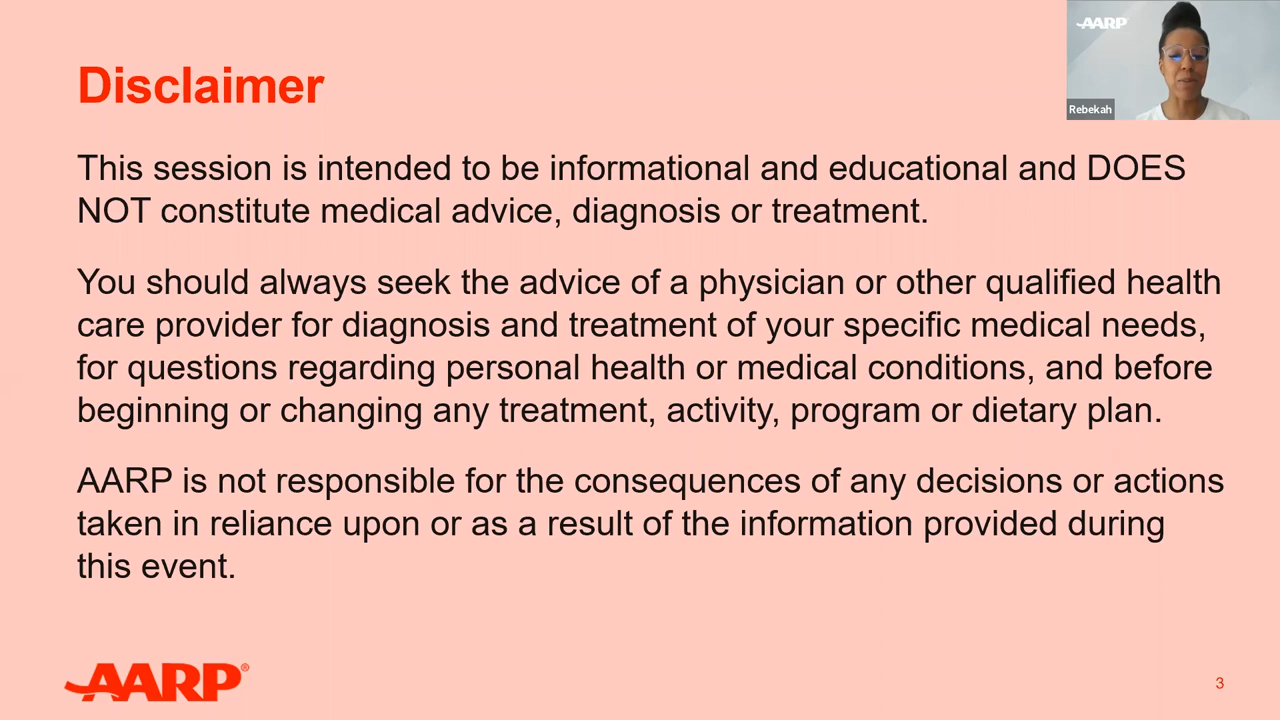 Disclaimer
AARP
Rebekah
This session is intended to be informational and educational and DOES
NOT constitute medical advice, diagnosis or treatment.
You should always seek the advice of a physician or other qualified health
care provider for diagnosis and treatment of your specific medical needs,
for questions regarding personal health or medical conditions, and before
beginning or changing any treatment, activity, program or dietary plan.
AARP is not responsible for the consequences of any decisions or actions
taken in reliance upon or as a result of the information provided during
this event.
AARP®
3